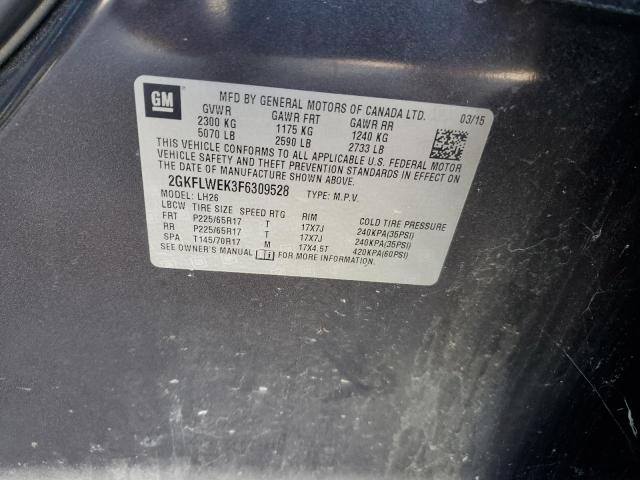 GM
MFD BY GENERAL MOTORS OF CANADA LTD. 03/15
GVWR GAWR FRT GAWR RR
2300 KG 1175 KG 1240 KG
5070 LB 2590 LB 2733 LB
THIS VEHICLE CONFORMS TO ALL APPLICABLE U.S. FEDERAL MOTOR
VEHICLE SAFETY AND THEFT PREVENTION STANDARDS IN EFFECT ON
THE DATE OF MANUFACTURE SHOWN ABOVE.
2GKFLWEK3F6309528 TYPE: M.P.V.
MODEL: LH26
LBCW TIRE SIZE SPEED RTG RIM COLD TIRE PRESSURE
FRT P225/65R17 T 17X7J 240KPA(35PSI)
RR P225/65R17 T 17X7J 240KPA(35PSI)
SPA T145/70R17 M 17X4.5T 420KPA(60PSI)
SEE OWNER'S MANUAL FOR MORE INFORMATION.